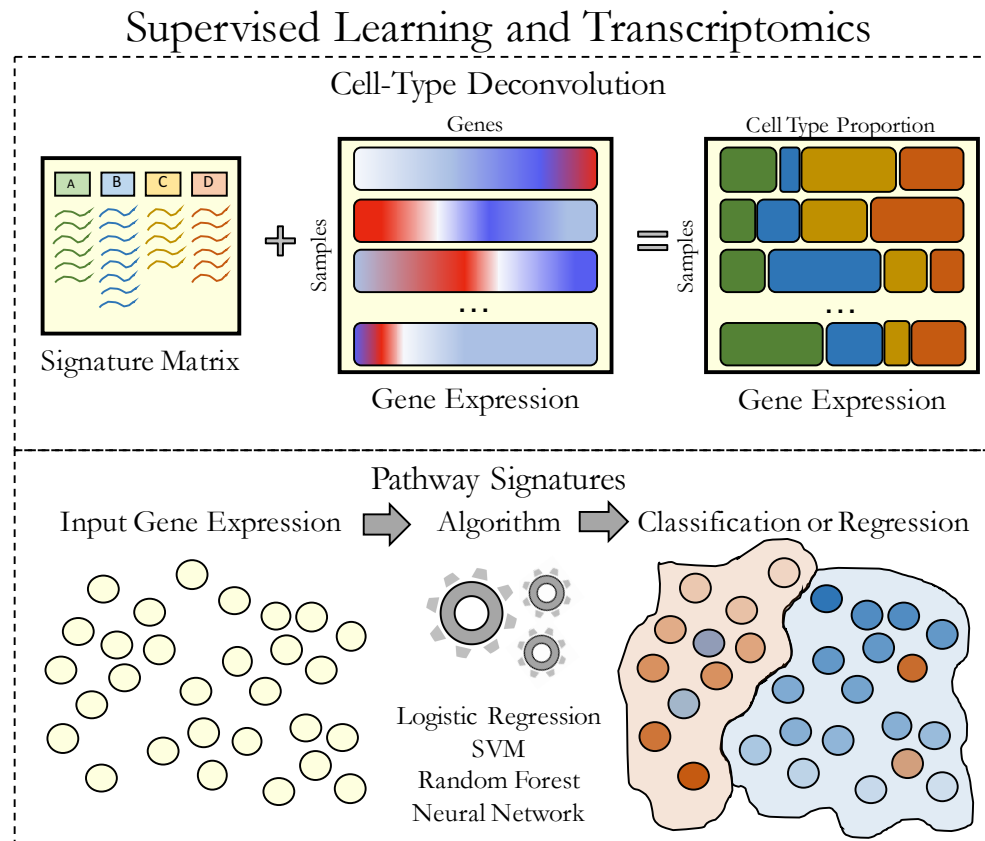 Supervised Learning and Transcriptomics
Cell-Type Deconvolution
Genes
Cell Type Proportion
A B C D
Samples
Samples
...
...
+
=
Signature Matrix
Gene Expression
Gene Expression
Pathway Signatures
Input Gene Expression
Algorithm
Classification or Regression
Logistic Regression
SVM
Random Forest
Neural Network